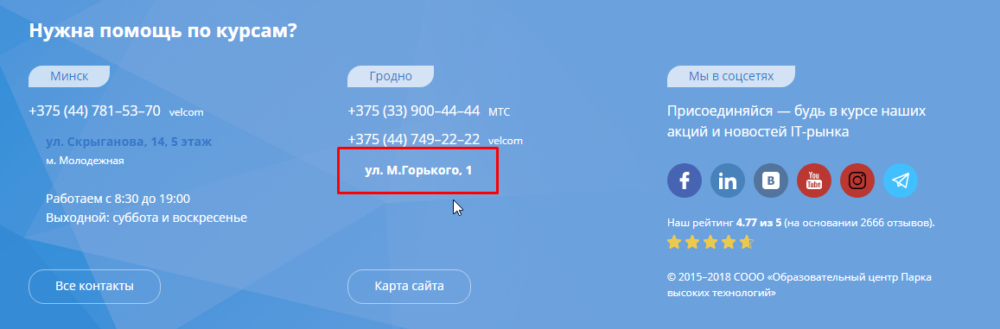 Нужна помощь по курсам?
Минск
+375 (44) 781–53–70 velcom
ул. Скрыганова, 14, 5 этаж
м. Молодежная
Работаем с 8:30 до 19:00
Выходной: суббота и воскресенье
Все контакты
Гродно
+375 (33) 900–44–44 МТС
+375 (44) 749–22–22 velcom
ул. М.Горького, 1
Карта сайта
Мы в соцсетях
Присоединяйся — будь в курсе наших
акций и новостей IT-рынка
f in B You Tube
Наш рейтинг 4.77 из 5 (на основании 2666 отзывов).
© 2015–2018 СООО «Образовательный центр Парка
высоких технологий»